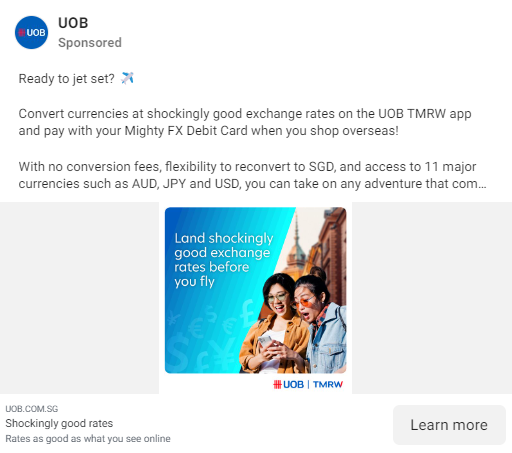 UOB
UOB
Sponsored
Ready to jet set? ✈️
Convert currencies at shockingly good exchange rates on the UOB TMRW app
and pay with your Mighty FX Debit Card when you shop overseas!
With no conversion fees, flexibility to reconvert to SGD, and access to 11 major
currencies such as AUD, JPY and USD, you can take on any adventure that com...
Land shockingly
good exchange
rates before
you fly
UOB | TMRW
UOB.COM.SG
Shockingly good rates
Rates as good as what you see online
Learn more